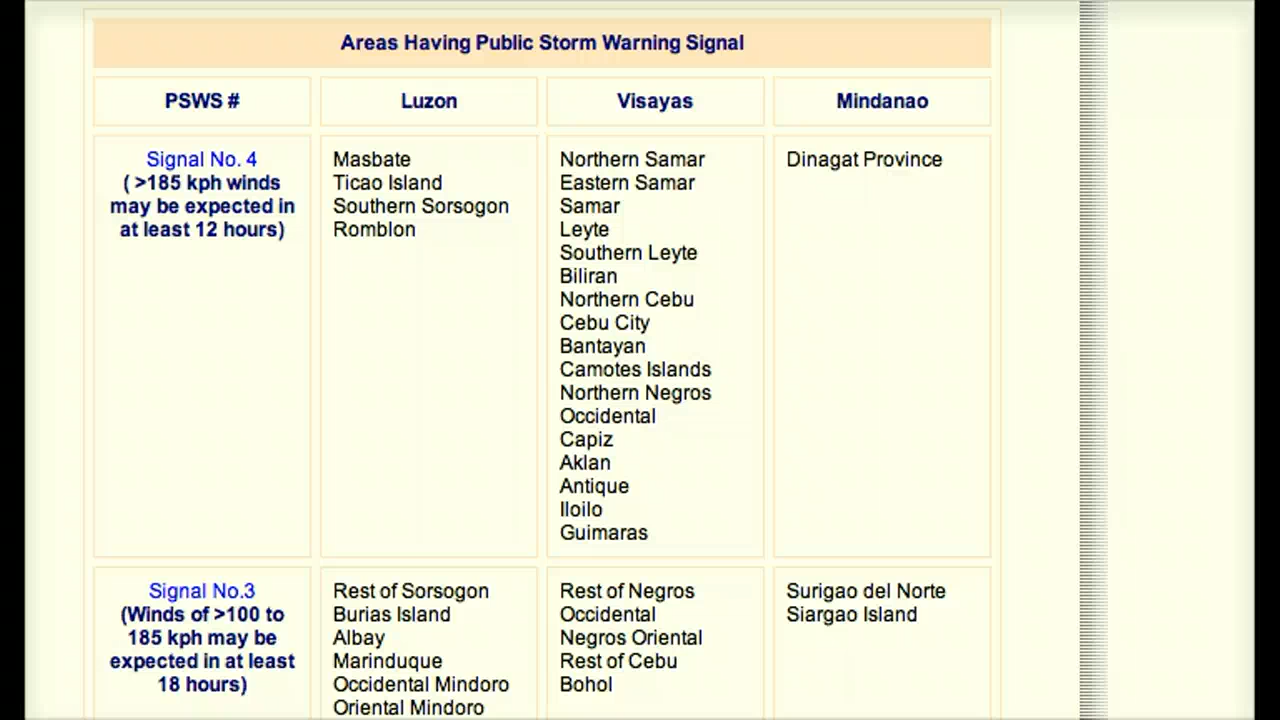 Areas Having Public Storm Warning Signal
PSWS #
Luzon
Visayas
Mindanao
Signal No. 4
( >185 kph winds
may be expected in
at least 12 hours)
Masbate
Ticao Island
Southern Sorsogon
Romblon
Northern Samar
Eastern Samar
Samar
Leyte
Southern Leyte
Biliran
Northern Cebu
Cebu City
Bantayan
Camotes Islands
Northern Negros
Occidental
Capiz
Aklan
Antique
Iloilo
Guimaras
Dinagat Province
Signal No.3
(Winds of >100 to
185 kph may be
expected in at least
18 hours)
Rest of Sorsogon
Burias Island
Albay
Marinduque
Occidental Mindoro
Oriental Mindoro
Rest of Negros
Occidental
Negros Oriental
Rest of Cebu
Bohol
Surigao del Norte
Siargao Island